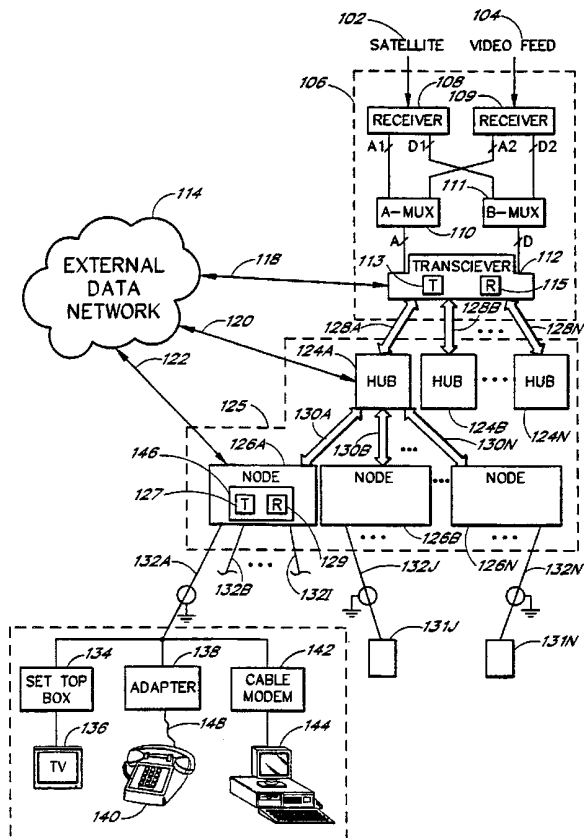 102
104
SATELLITE VIDEO FEED
106
108
109
RECEIVER RECEIVER
A1 D1 A2 D2
111
A-MUX B-MUX
110
A D
112
TRANSCIEVER
113 T R 115
114
EXTERNAL
DATA
NETWORK
118
120
122
128A 128B ... 128N
124A
HUB HUB ... HUB
124B 124N
125
130A
130B ... 130N
126A
146
NODE NODE ... NODE
127 T R 129
... ... ...
126B 126N
132A
132B ... 132I
132J 132N
131J 131N
134 138 142
SET TOP
BOX
ADAPTER
CABLE
MODEM
136 148 144
TV
140